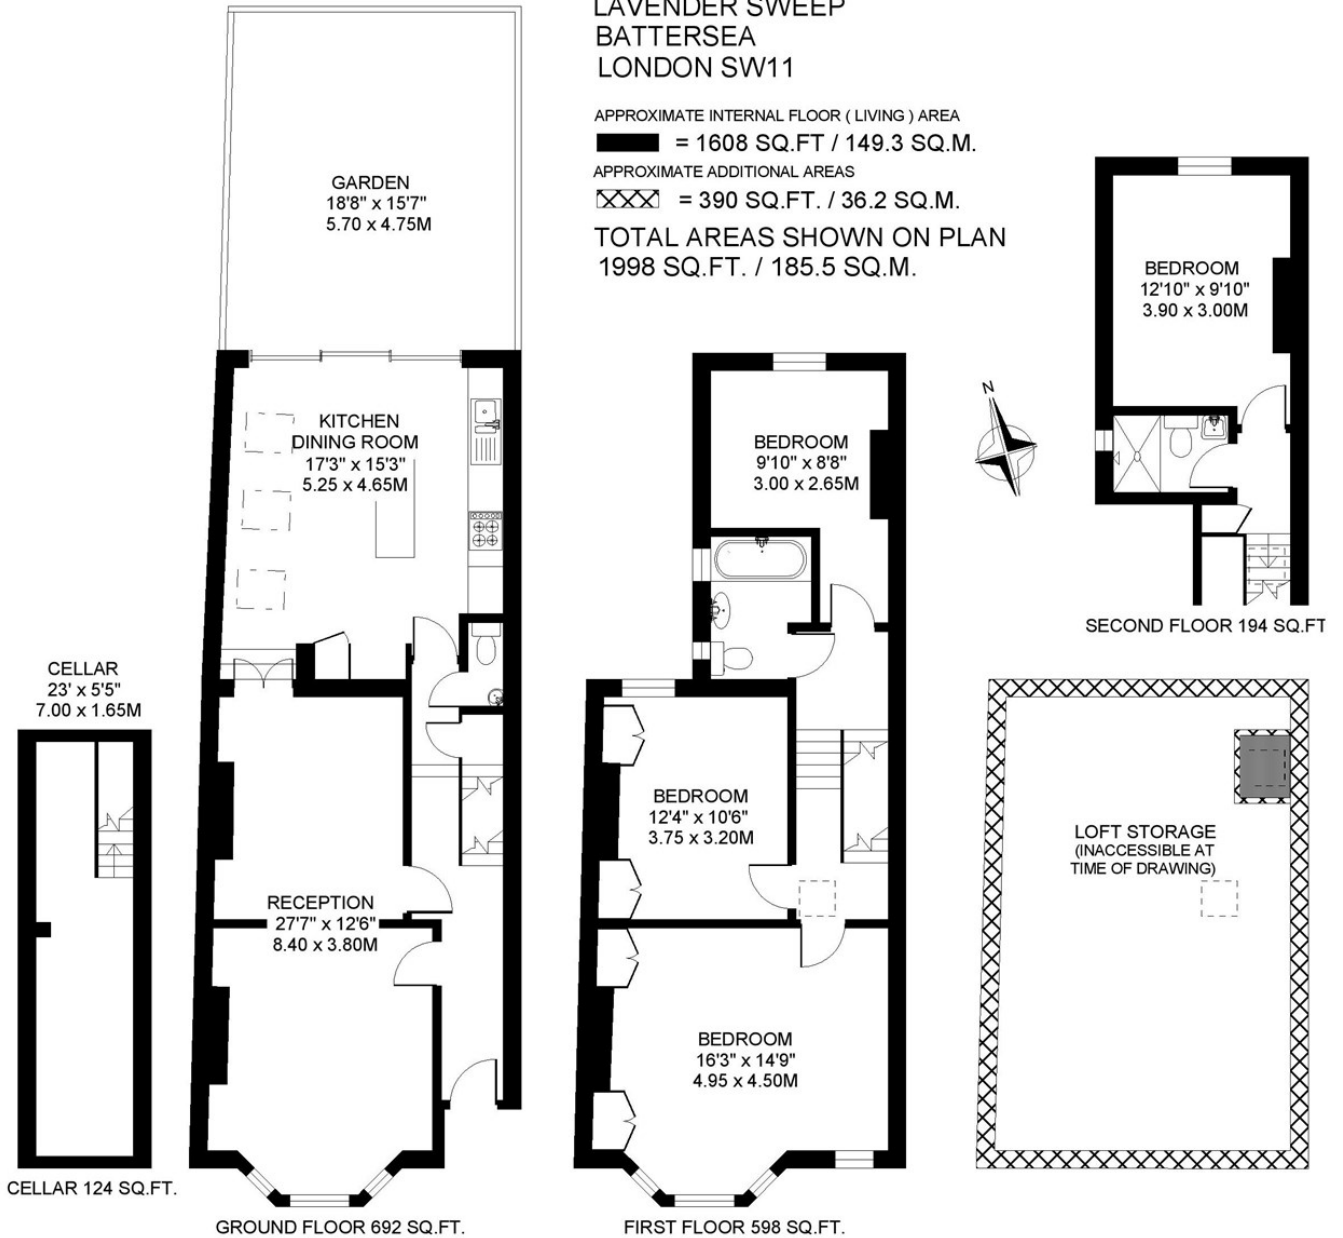 LAVENDER SWEEP
BATTERSEA
LONDON SW11
APPROXIMATE INTERNAL FLOOR ( LIVING ) AREA
= 1608 SQ.FT / 149.3 SQ.M.
APPROXIMATE ADDITIONAL AREAS
= 390 SQ.FT. / 36.2 SQ.M.
TOTAL AREAS SHOWN ON PLAN
1998 SQ.FT. / 185.5 SQ.M.
GARDEN
18'8" x 15'7"
5.70 x 4.75M
KITCHEN
DINING ROOM
17'3" x 15'3"
5.25 x 4.65M
RECEPTION
27'7" x 12'6"
8.40 x 3.80M
GROUND FLOOR 692 SQ.FT.
CELLAR
23' x 5'5"
7.00 x 1.65M
CELLAR 124 SQ.FT.
BEDROOM
9'10" x 8'8"
3.00 x 2.65M
BEDROOM
12'4" x 10'6"
3.75 x 3.20M
BEDROOM
16'3" x 14'9"
4.95 x 4.50M
FIRST FLOOR 598 SQ.FT.
N
BEDROOM
12'10" x 9'10"
3.90 x 3.00M
SECOND FLOOR 194 SQ.FT
LOFT STORAGE
(INACCESSIBLE AT
TIME OF DRAWING)